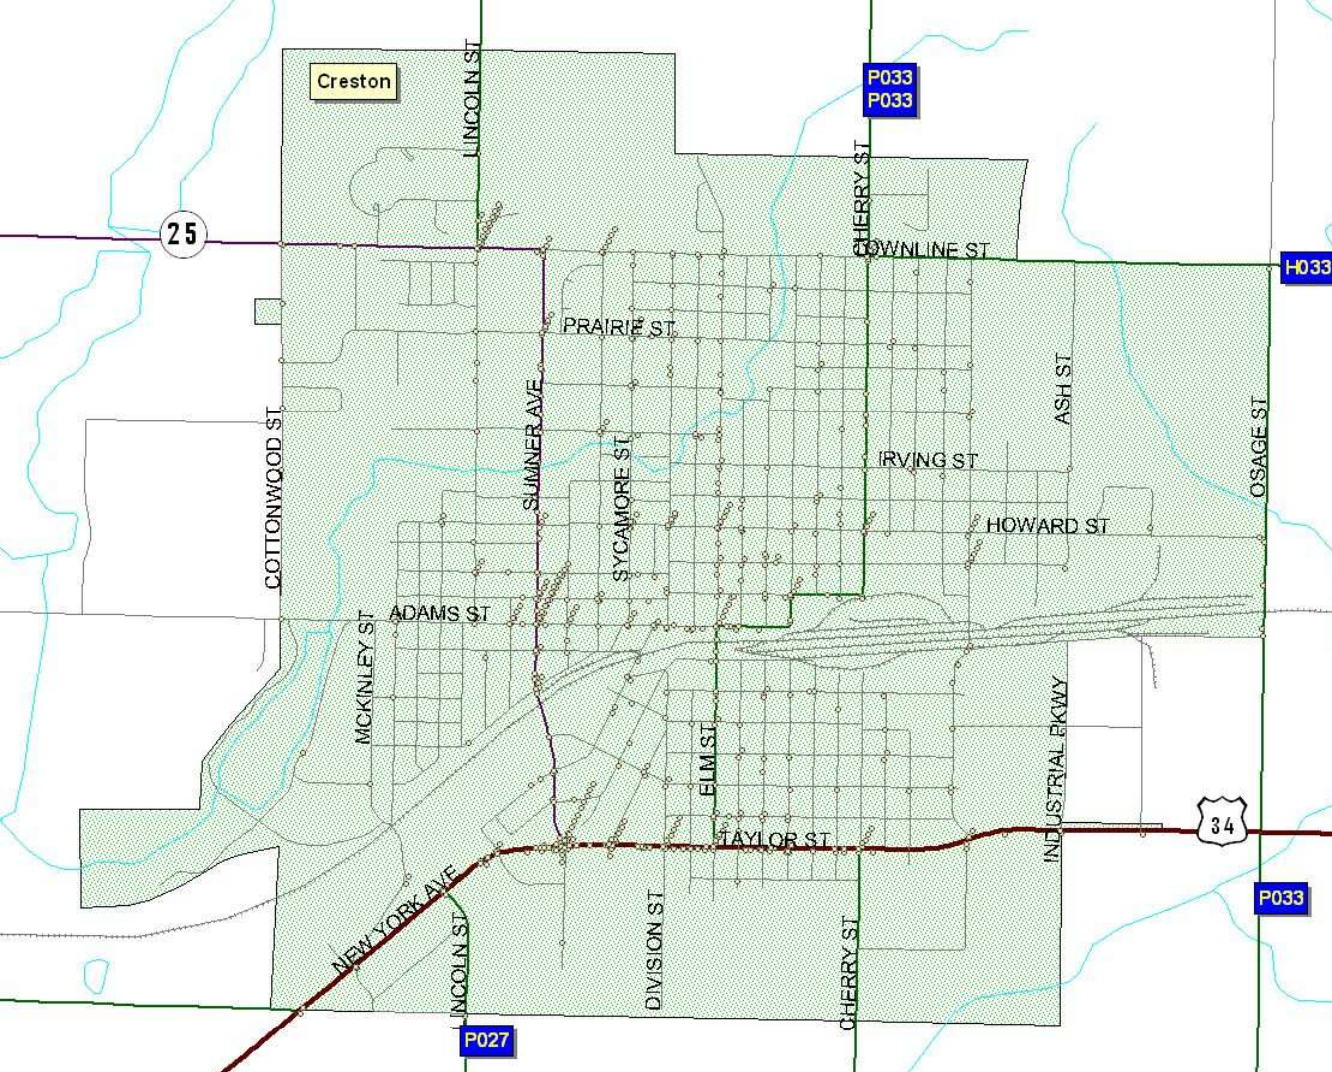 Creston
LINCOLN ST
P033
P033
CHERRY ST
25
TOWNLINE ST
H033
PRAIRIE ST
SUMNER AVE
ASH ST
OSAGE ST
COTTONWOOD ST
SYCAMORE ST
IRVING ST
HOWARD ST
ADAMS ST
MCKINLEY ST
ELM ST
INDUSTRIAL PKWY
34
TAYLOR ST
NEW YORK AVE
P033
LINCOLN ST
DIVISION ST
CHERRY ST
P027